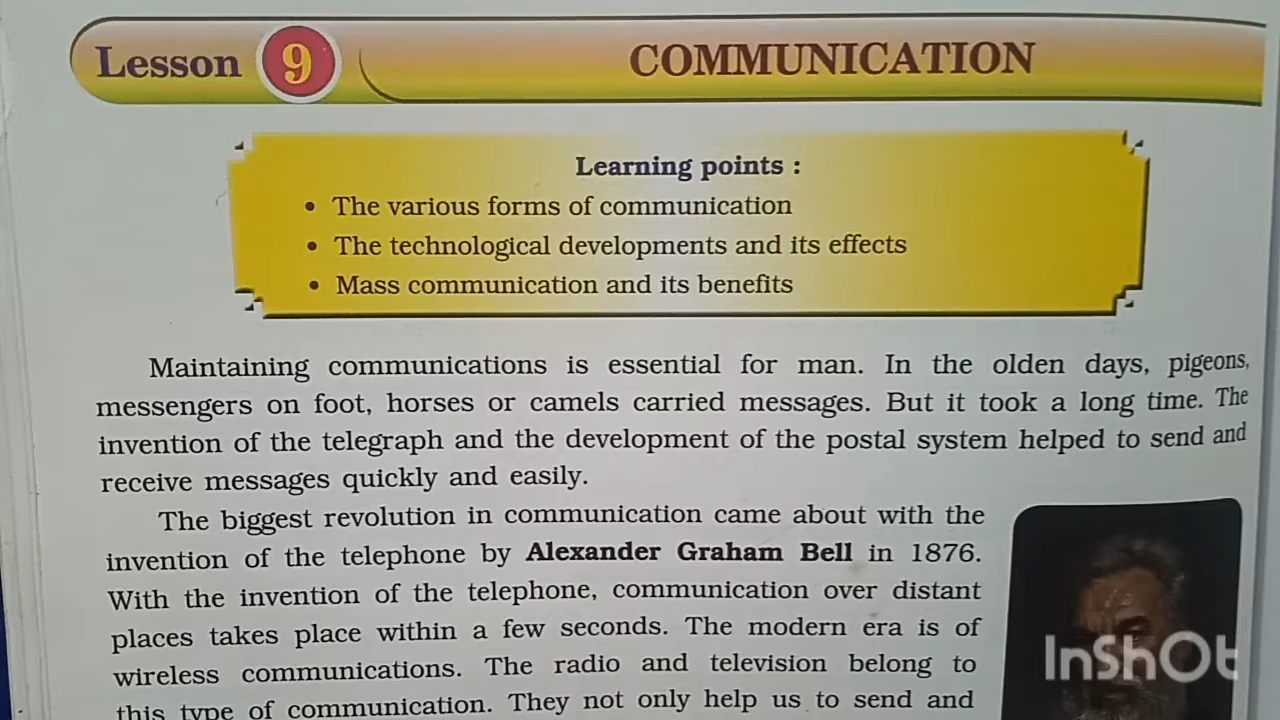 Lesson 9 COMMUNICATION
Learning points :
• The various forms of communication
• The technological developments and its effects
• Mass communication and its benefits
Maintaining communications is essential for man. In the olden days, pigeons,
messengers on foot, horses or camels carried messages. But it took a long time. The
invention of the telegraph and the development of the postal system helped to send and
receive messages quickly and easily.
The biggest revolution in communication came about with the
invention of the telephone by Alexander Graham Bell in 1876.
With the invention of the telephone, communication over distant
places takes place within a few seconds. The modern era is of
wireless communications. The radio and television belong to
this type of communication. They not only help us to send and
InShOt